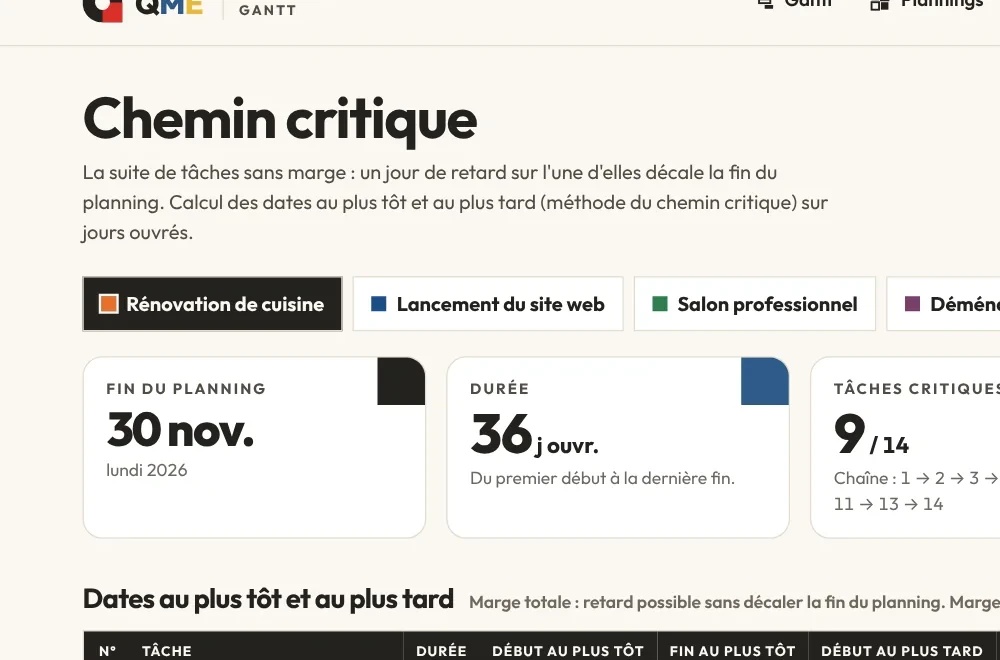 QME
GANTT
Gantt
Plannings
Chemin critique
La suite de tâches sans marge : un jour de retard sur l'une d'elles décale la fin du
planning. Calcul des dates au plus tôt et au plus tard (méthode du chemin critique) sur
jours ouvrés.
Rénovation de cuisine
Lancement du site web
Salon professionnel
FIN DU PLANNING
30 nov.
lundi 2026
DURÉE
36 j ouvr.
Du premier début à la dernière fin.
TÂCHES CRITIQUES
9 / 14
Chaîne : 1 → 2 → 3 →
11 → 13 → 14
Dates au plus tôt et au plus tard
Marge totale : retard possible sans décaler la fin du planning. Marge
N° TÂCHE DURÉE DÉBUT AU PLUS TÔT FIN AU PLUS TÔT DÉBUT AU PLUS TARD